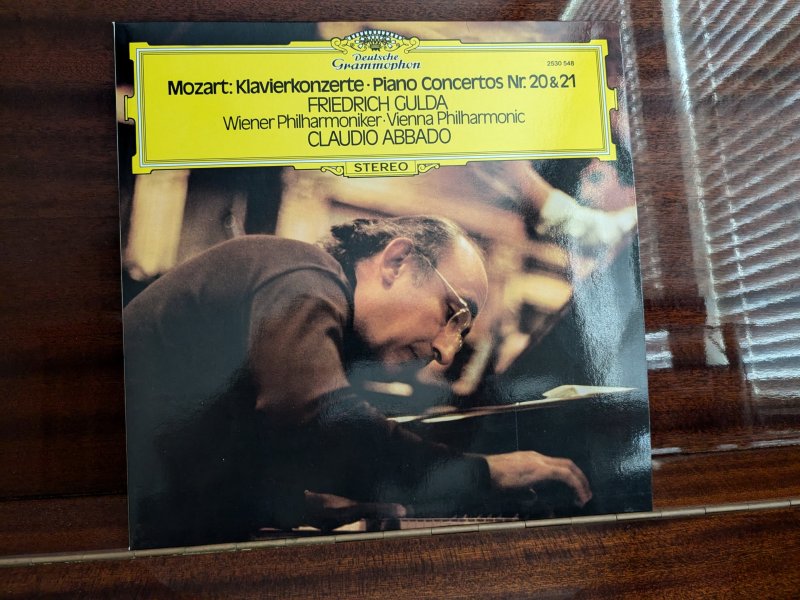 Deutsche
Grammophon
2530 548
Mozart: Klavierkonzerte · Piano Concertos Nr. 20 & 21
FRIEDRICH GULDA
Wiener Philharmoniker · Vienna Philharmonic
CLAUDIO ABBADO
STEREO